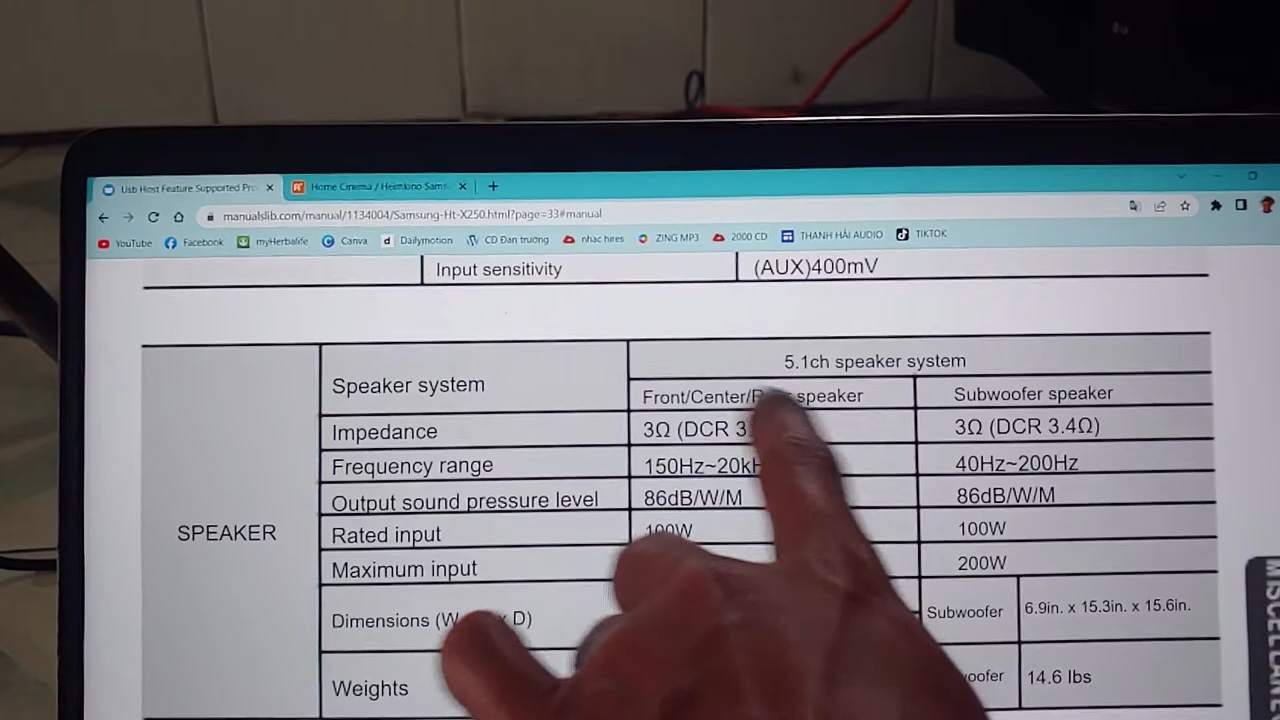 Usb Host Feature Supported Pro
Home Cinema / Heimkino Sams
manualslib.com/manual/1134004/Samsung-Ht-X250.html?page=33#manual
YouTube Facebook myHerbalife Canva Dailymotion CD Đan trường nhac hires ZING MP3 2000 CD THANH HẢI AUDIO TIKTOK
Input sensitivity (AUX)400mV
SPEAKER
Speaker system 5.1ch speaker system
Front/Center/ speaker Subwoofer speaker
Impedance 3Ω (DCR 3 3Ω (DCR 3.4Ω)
Frequency range 150Hz~20kH 40Hz~200Hz
Output sound pressure level 86dB/W/M 86dB/W/M
Rated input 100W 100W
Maximum input 200W
Dimensions (W x D) Subwoofer 6.9in. x 15.3in. x 15.6in.
Weights oofer 14.6 lbs